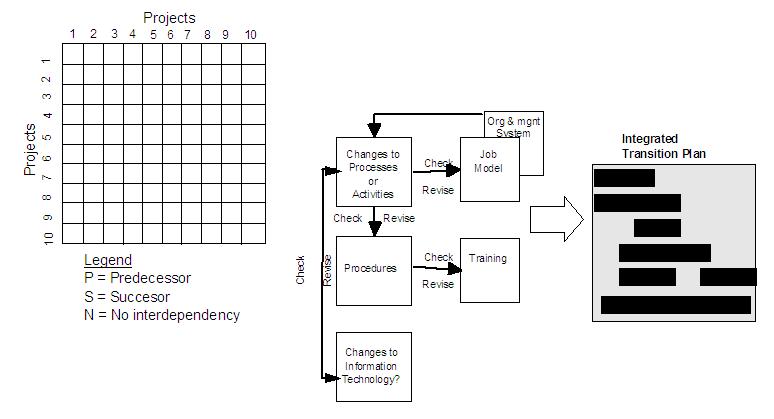 Projects
1 2 3 4 5 6 7 8 9 10
Projects
1
2
3
4
5
6
7
8
9
10
Legend
P = Predecessor
S = Succesor
N = No interdependency
Org & mgnt
System
Changes to
Processes
or
Activities
Check
Revise
Job
Model
Check
Revise
Check
Revise
Procedures
Check
Revise
Training
Changes to
Information
Technology?
Integrated
Transition Plan